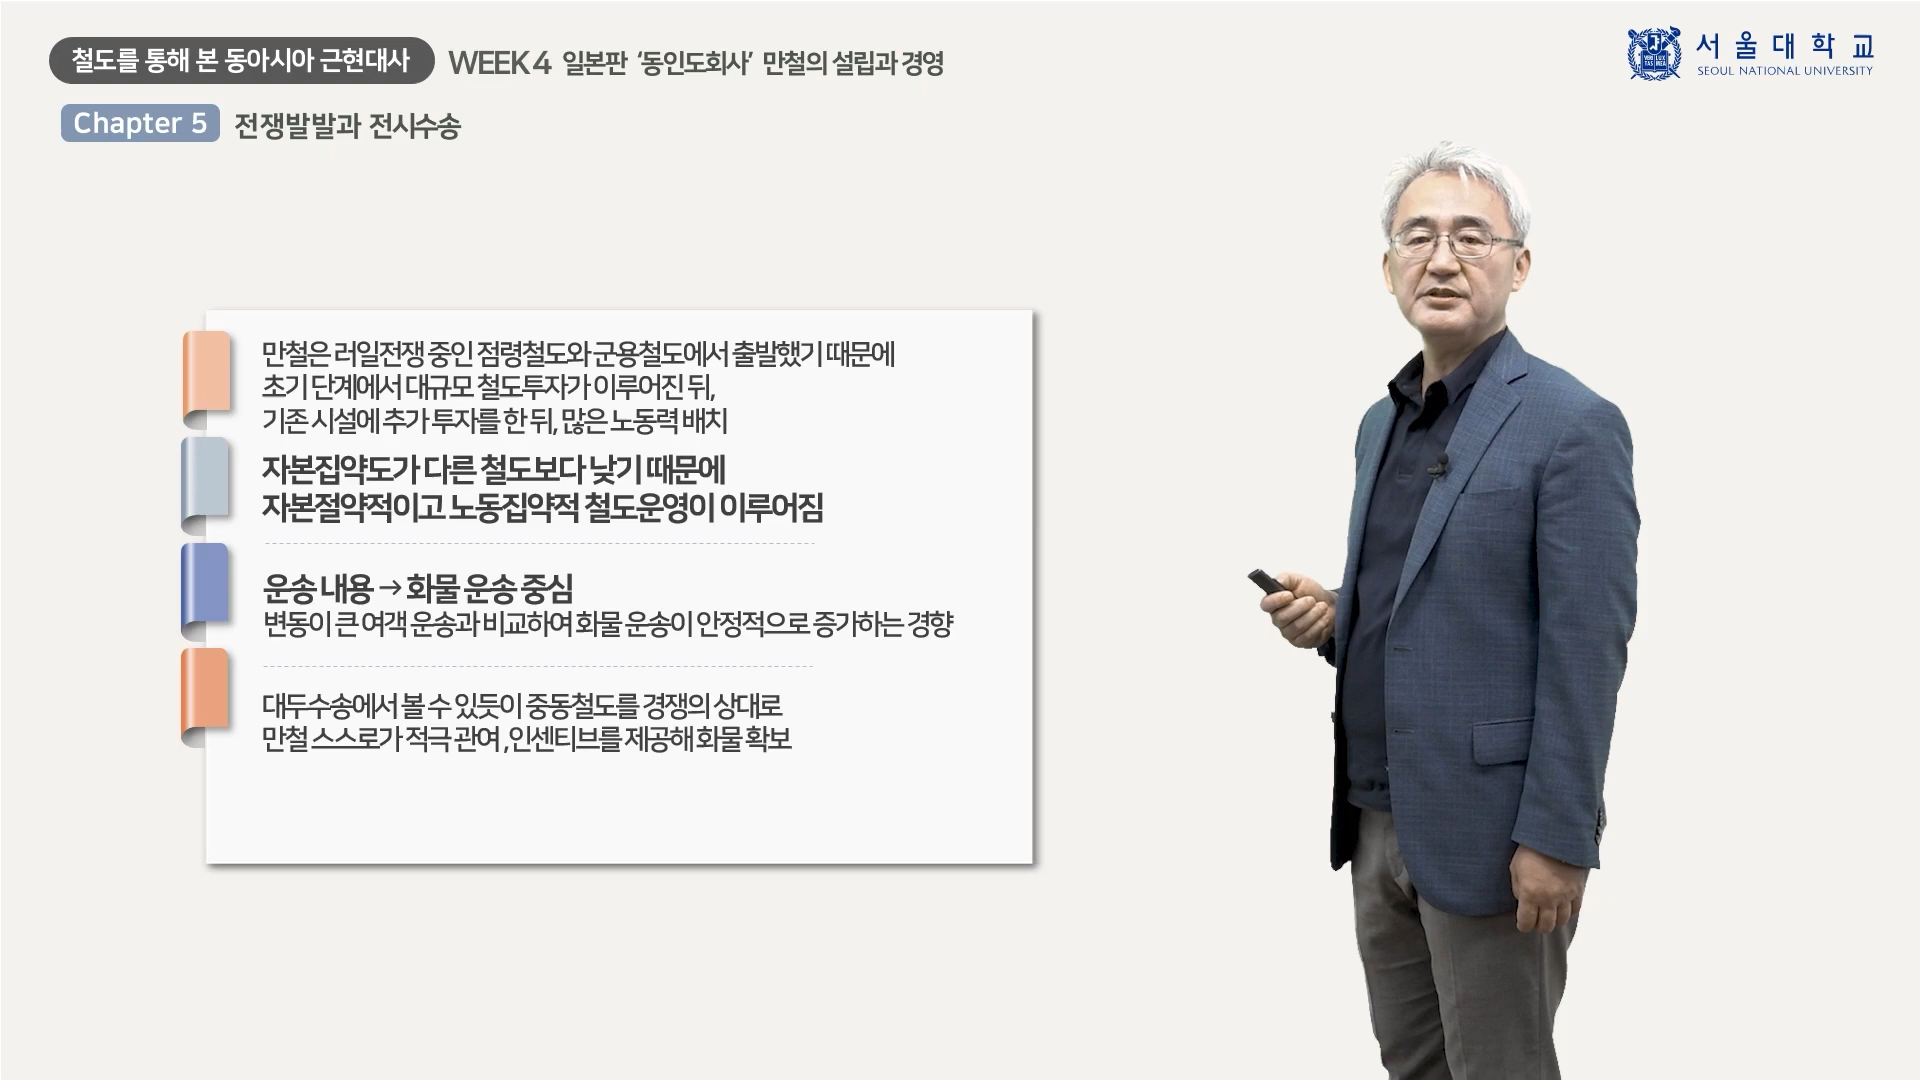 철도를 통해 본 동아시아 근현대사
WEEK 4 일본판 ‘동인도회사’ 만철의 설립과 경영
서울대학교
SEOUL NATIONAL UNIVERSITY
Chapter 5 전쟁발발과 전시수송
만철은 러일전쟁 중인 점령철도와 군용철도에서 출발했기 때문에
초기 단계에서 대규모 철도투자가 이루어진 뒤,
기존 시설에 추가 투자를 한 뒤, 많은 노동력 배치
자본집약도가 다른 철도보다 낮기 때문에
자본절약적이고 노동집약적 철도운영이 이루어짐
운송 내용 → 화물 운송 중심
변동이 큰 여객 운송과 비교하여 화물 운송이 안정적으로 증가하는 경향
대두수송에서 볼 수 있듯이 중동철도를 경쟁의 상대로
만철 스스로가 적극 관여 ,인센티브를 제공해 화물 확보